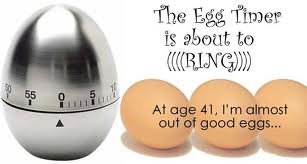 The Egg Timer
is about to
((((RING))))
50 55 0 5 10
At age 41, I'm almost
out of good eggs...